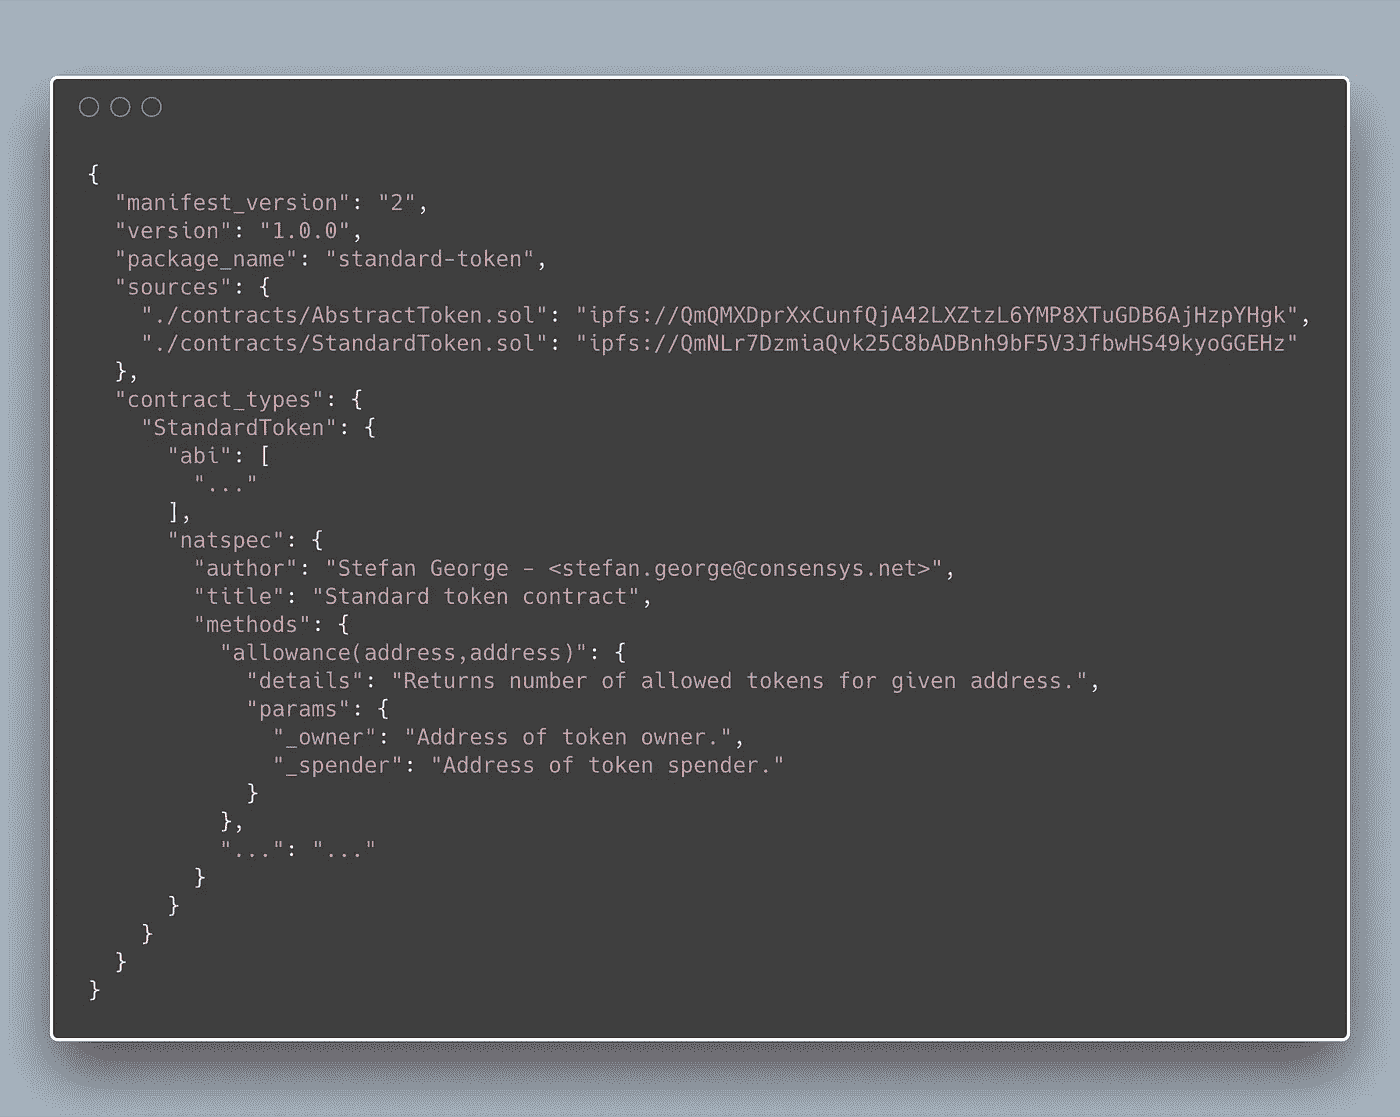 {
  "manifest_version": "2",
  "version": "1.0.0",
  "package_name": "standard-token",
  "sources": {
    "./contracts/AbstractToken.sol": "ipfs://QmQMXDprXxCunfQjA42LXZtzL6YMP8XTuGDB6AjHzpYHgk",
    "./contracts/StandardToken.sol": "ipfs://QmNLr7DzmiaQvk25C8bADBnh9bF5V3JfbwHS49kyoGGEHz"
  },
  "contract_types": {
    "StandardToken": {
      "abi": [
        "..."
      ],
      "natspec": {
        "author": "Stefan George - <stefan.george@consensys.net>",
        "title": "Standard token contract",
        "methods": {
          "allowance(address,address)": {
            "details": "Returns number of allowed tokens for given address.",
            "params": {
              "_owner": "Address of token owner.",
              "_spender": "Address of token spender."
            }
          },
          "...": "..."
        }
      }
    }
  }
}